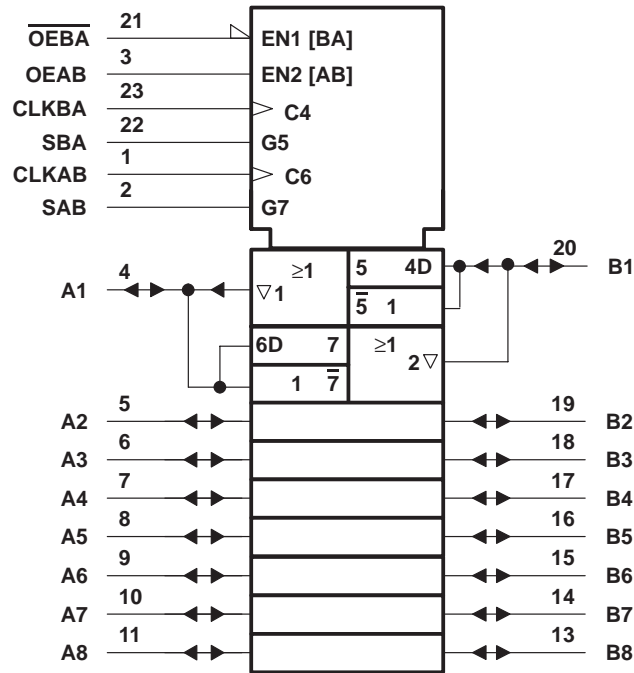 21
O̅E̅B̅A̅ EN1 [BA]
3
OEAB EN2 [AB]
23
CLKBA C4
22
SBA G5
1
CLKAB C6
2
SAB G7
4
A1 ≥1 ▽1
5 4D
5̅ 1
20
B1
6D 7
1 7̅
≥1
2▽
5
A2
19
B2
6
A3
18
B3
7
A4
17
B4
8
A5
16
B5
9
A6
15
B6
10
A7
14
B7
11
A8
13
B8